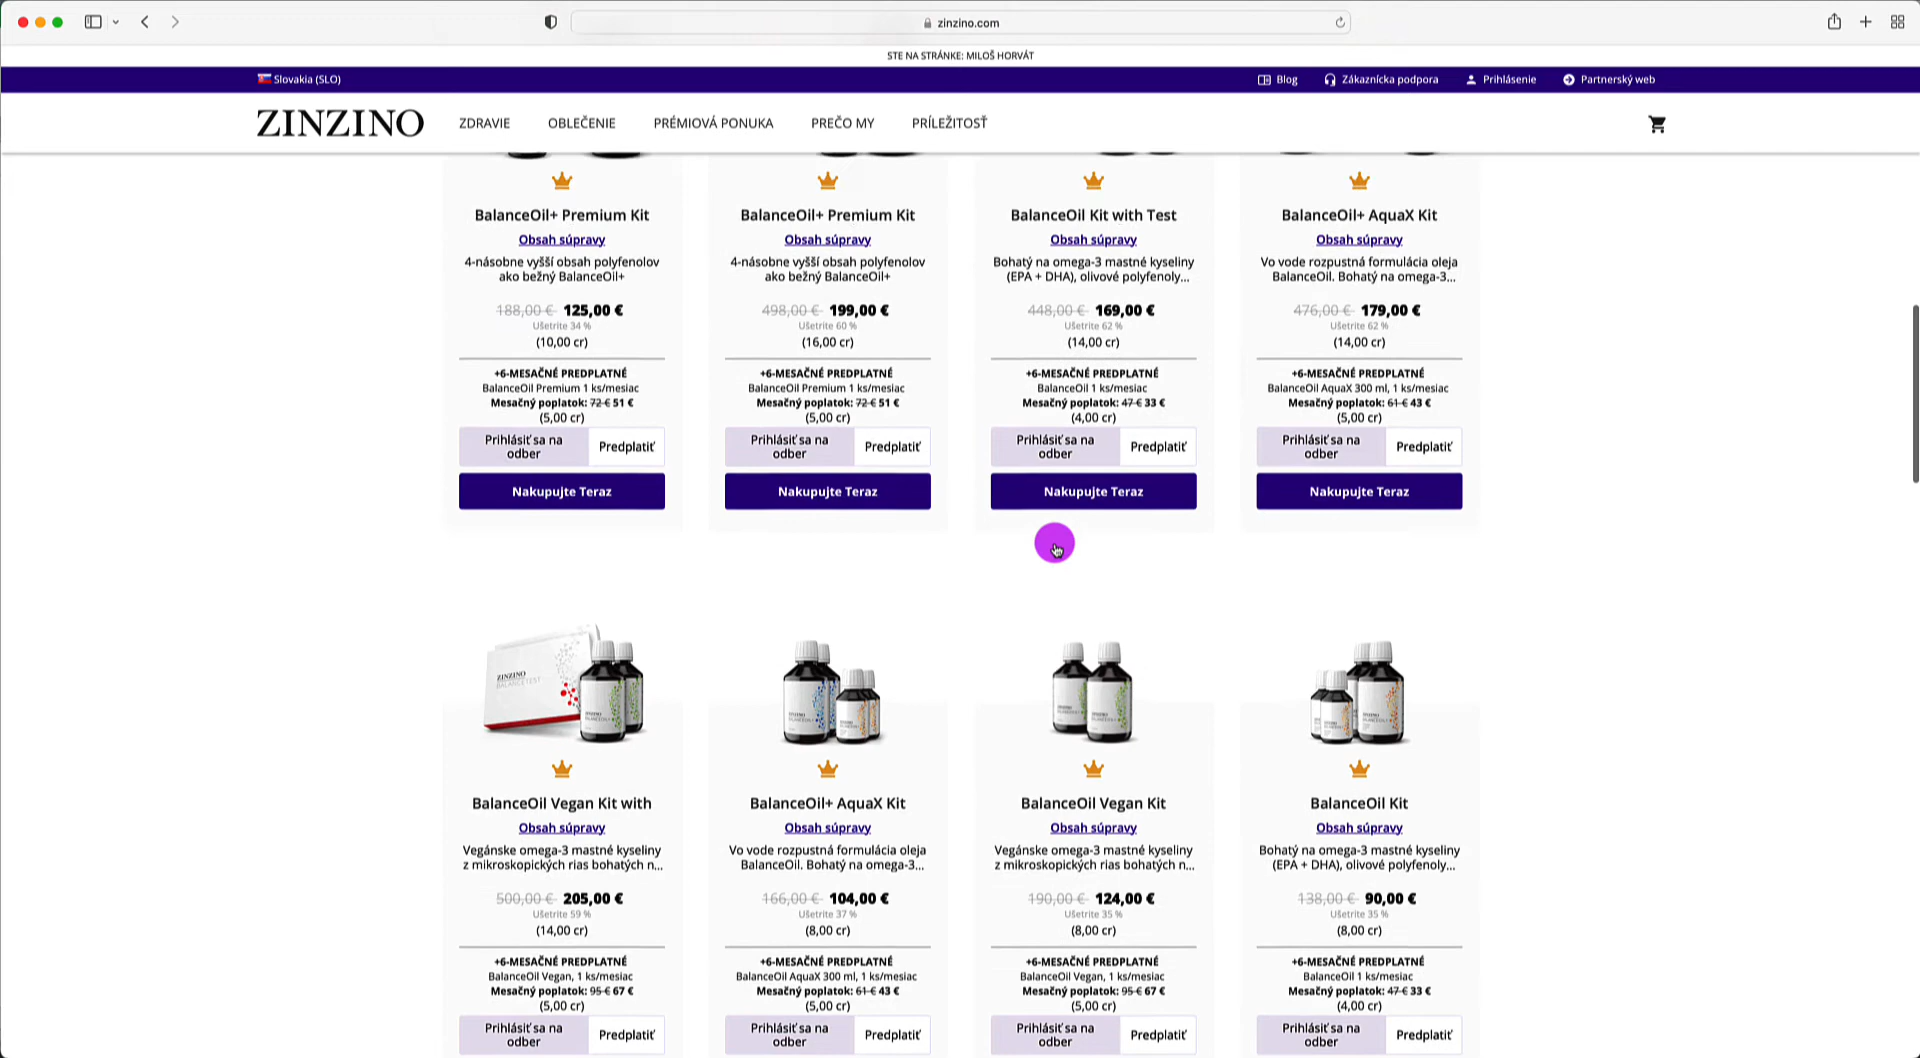 zinzino.com
STE NA STRÁNKE: MILOŠ HORVÁT
Slovakia (SLO)
Blog
Zákaznícka podpora
Prihlásenie
Partnerský web
ZINZINO
ZDRAVIE
OBLEČENIE
PRÉMIOVÁ PONUKA
PREČO MY
PRÍLEŽITOSŤ
BalanceOil+ Premium Kit
Obsah súpravy
4-násobne vyšší obsah polyfenolov
ako bežný BalanceOil+
188,00 € 125,00 €
Ušetrite 34 %
(10,00 cr)
+6-MESAČNÉ PREDPLATNÉ
BalanceOil Premium 1 ks/mesiac
Mesačný poplatok: 72 € 51 €
(5,00 cr)
Prihlásiť sa na
odber
Predplatiť
Nakupujte Teraz
BalanceOil+ Premium Kit
Obsah súpravy
4-násobne vyšší obsah polyfenolov
ako bežný BalanceOil+
498,00 € 199,00 €
Ušetrite 60 %
(16,00 cr)
+6-MESAČNÉ PREDPLATNÉ
BalanceOil Premium 1 ks/mesiac
Mesačný poplatok: 72 € 51 €
(5,00 cr)
Prihlásiť sa na
odber
Predplatiť
Nakupujte Teraz
BalanceOil Kit with Test
Obsah súpravy
Bohatý na omega-3 mastné kyseliny
(EPA + DHA), olivové polyfenoly...
448,00 € 169,00 €
Ušetrite 62 %
(14,00 cr)
+6-MESAČNÉ PREDPLATNÉ
BalanceOil 1 ks/mesiac
Mesačný poplatok: 47 € 33 €
(4,00 cr)
Prihlásiť sa na
odber
Predplatiť
Nakupujte Teraz
BalanceOil+ AquaX Kit
Obsah súpravy
Vo vode rozpustná formulácia oleja
BalanceOil. Bohatý na omega-3...
476,00 € 179,00 €
Ušetrite 62 %
(14,00 cr)
+6-MESAČNÉ PREDPLATNÉ
BalanceOil AquaX 300 ml, 1 ks/mesiac
Mesačný poplatok: 61 € 43 €
(5,00 cr)
Prihlásiť sa na
odber
Predplatiť
Nakupujte Teraz
ZINZINO
BALANCETEST
BalanceOil Vegan Kit with
Obsah súpravy
Vegánske omega-3 mastné kyseliny
z mikroskopických rias bohatých n...
500,00 € 205,00 €
Ušetrite 59 %
(14,00 cr)
+6-MESAČNÉ PREDPLATNÉ
BalanceOil Vegan, 1 ks/mesiac
Mesačný poplatok: 95 € 67 €
(5,00 cr)
Prihlásiť sa na
odber
Predplatiť
BalanceOil+ AquaX Kit
Obsah súpravy
Vo vode rozpustná formulácia oleja
BalanceOil. Bohatý na omega-3...
166,00 € 104,00 €
Ušetrite 37 %
(8,00 cr)
+6-MESAČNÉ PREDPLATNÉ
BalanceOil AquaX 300 ml, 1 ks/mesiac
Mesačný poplatok: 61 € 43 €
(5,00 cr)
Prihlásiť sa na
odber
Predplatiť
BalanceOil Vegan Kit
Obsah súpravy
Vegánske omega-3 mastné kyseliny
z mikroskopických rias bohatých n...
190,00 € 124,00 €
Ušetrite 35 %
(8,00 cr)
+6-MESAČNÉ PREDPLATNÉ
BalanceOil Vegan, 1 ks/mesiac
Mesačný poplatok: 95 € 67 €
(5,00 cr)
Prihlásiť sa na
odber
Predplatiť
BalanceOil Kit
Obsah súpravy
Bohatý na omega-3 mastné kyseliny
(EPA + DHA), olivové polyfenoly...
138,00 € 90,00 €
Ušetrite 35 %
(8,00 cr)
+6-MESAČNÉ PREDPLATNÉ
BalanceOil 1 ks/mesiac
Mesačný poplatok: 47 € 33 €
(4,00 cr)
Prihlásiť sa na
odber
Predplatiť